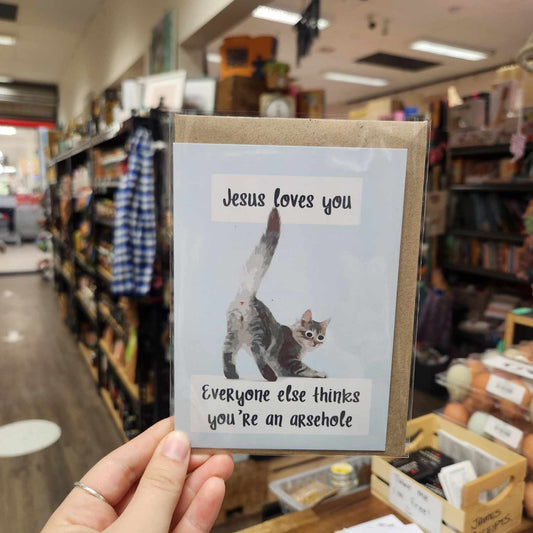 Jesus loves you
Everyone else thinks
you're an arsehole